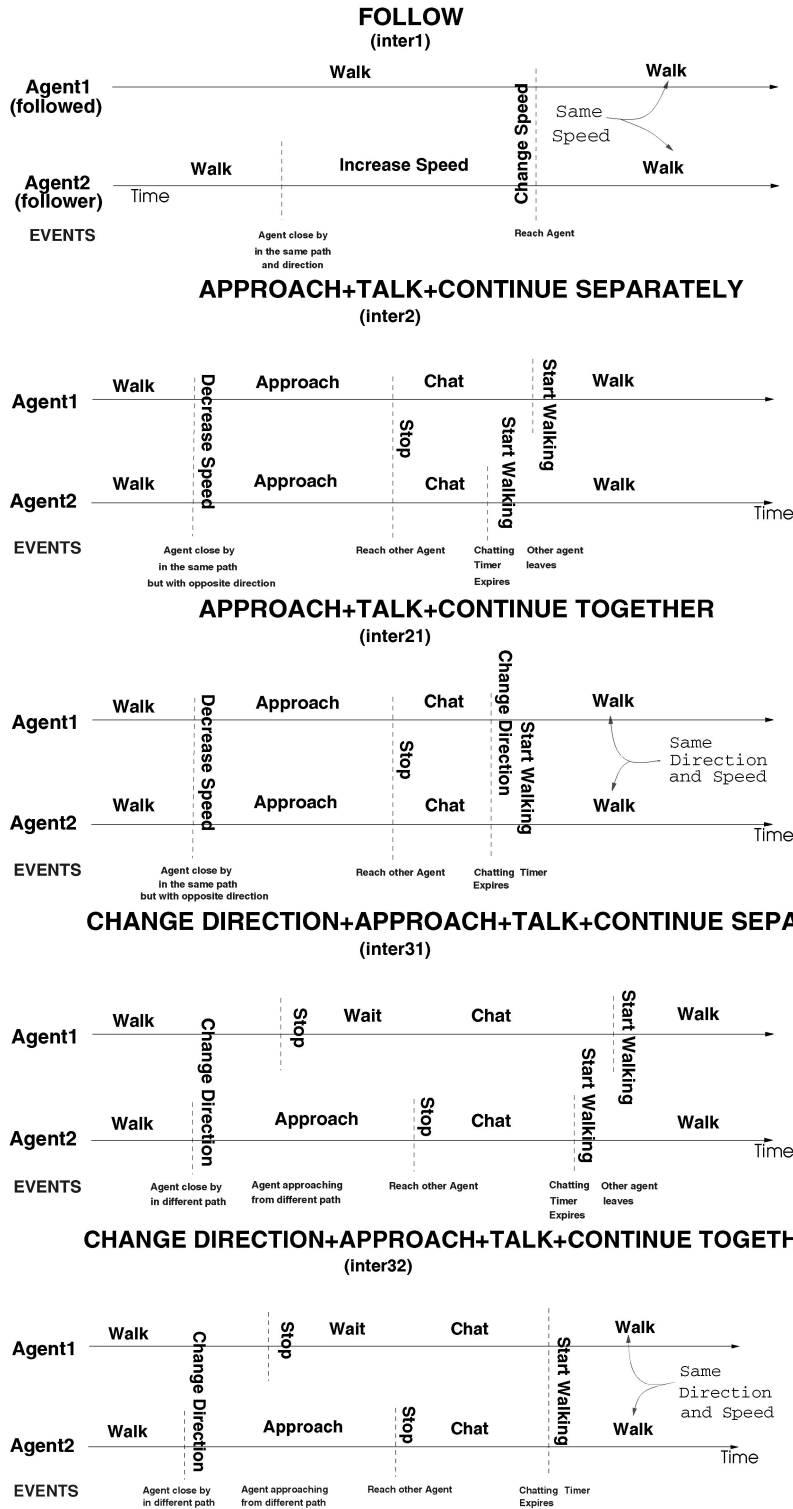 FOLLOW
(inter1)
Walk
Walk
Agent1
(followed)
Change Speed
Same
Speed
Walk
Increase Speed
Walk
Agent2
(follower)
Time
EVENTS
Agent close by
in the same path
and direction
Reach Agent
APPROACH+TALK+CONTINUE SEPARATELY
(inter2)
Walk
Decrease Speed
Approach
Chat
Start Walking
Walk
Agent1
Stop
Start Walking
Walk
Approach
Chat
Walk
Agent2
Time
EVENTS
Agent close by
in the same path
but with opposite direction
Reach other Agent
Chatting
Timer
Expires
Other agent
leaves
APPROACH+TALK+CONTINUE TOGETHER
(inter21)
Walk
Decrease Speed
Approach
Chat
Change Direction
Start Walking
Walk
Agent1
Stop
Same
Direction
and Speed
Walk
Approach
Chat
Walk
Agent2
Time
EVENTS
Agent close by
in the same path
but with opposite direction
Reach other Agent
Chatting Timer
Expires
CHANGE DIRECTION+APPROACH+TALK+CONTINUE SEPA
(inter31)
Walk
Change Direction
Stop
Wait
Chat
Start Walking
Walk
Agent1
Start Walking
Walk
Approach
Stop
Chat
Walk
Agent2
Time
EVENTS
Agent close by
in different path
Agent approaching
from different path
Reach other Agent
Chatting
Timer
Expires
Other agent
leaves
CHANGE DIRECTION+APPROACH+TALK+CONTINUE TOGETH
(inter32)
Walk
Change Direction
Stop
Wait
Chat
Start Walking
Walk
Agent1
Same
Direction
and Speed
Walk
Approach
Stop
Chat
Walk
Agent2
Time
EVENTS
Agent close by
in different path
Agent approaching
from different path
Reach other Agent
Chatting Timer
Expires